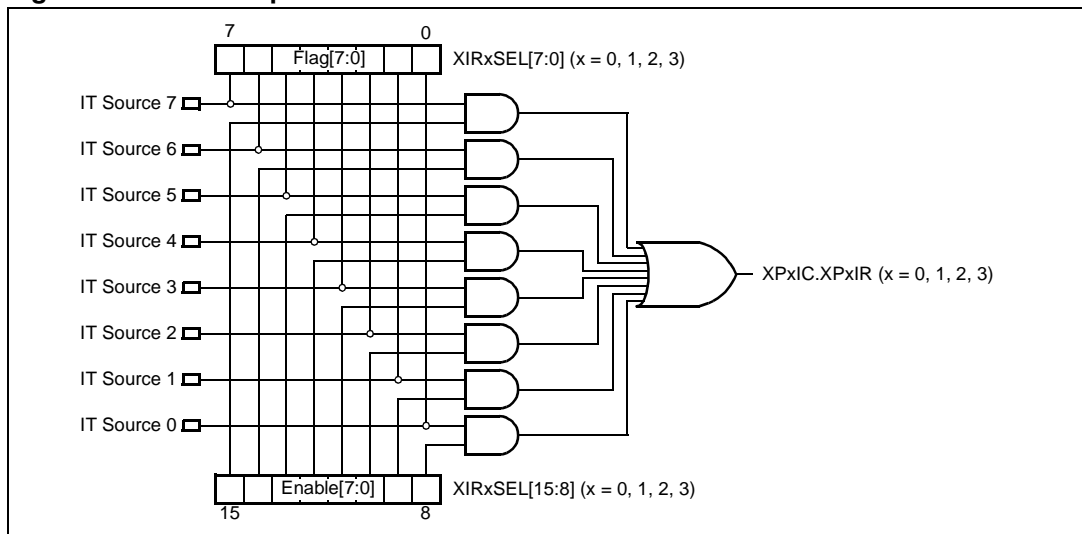 7 0
Flag[7:0] XIRxSEL[7:0] (x = 0, 1, 2, 3)
IT Source 7
IT Source 6
IT Source 5
IT Source 4
IT Source 3
XPxIC.XPxIR (x = 0, 1, 2, 3)
IT Source 2
IT Source 1
IT Source 0
Enable[7:0] XIRxSEL[15:8] (x = 0, 1, 2, 3)
15 8